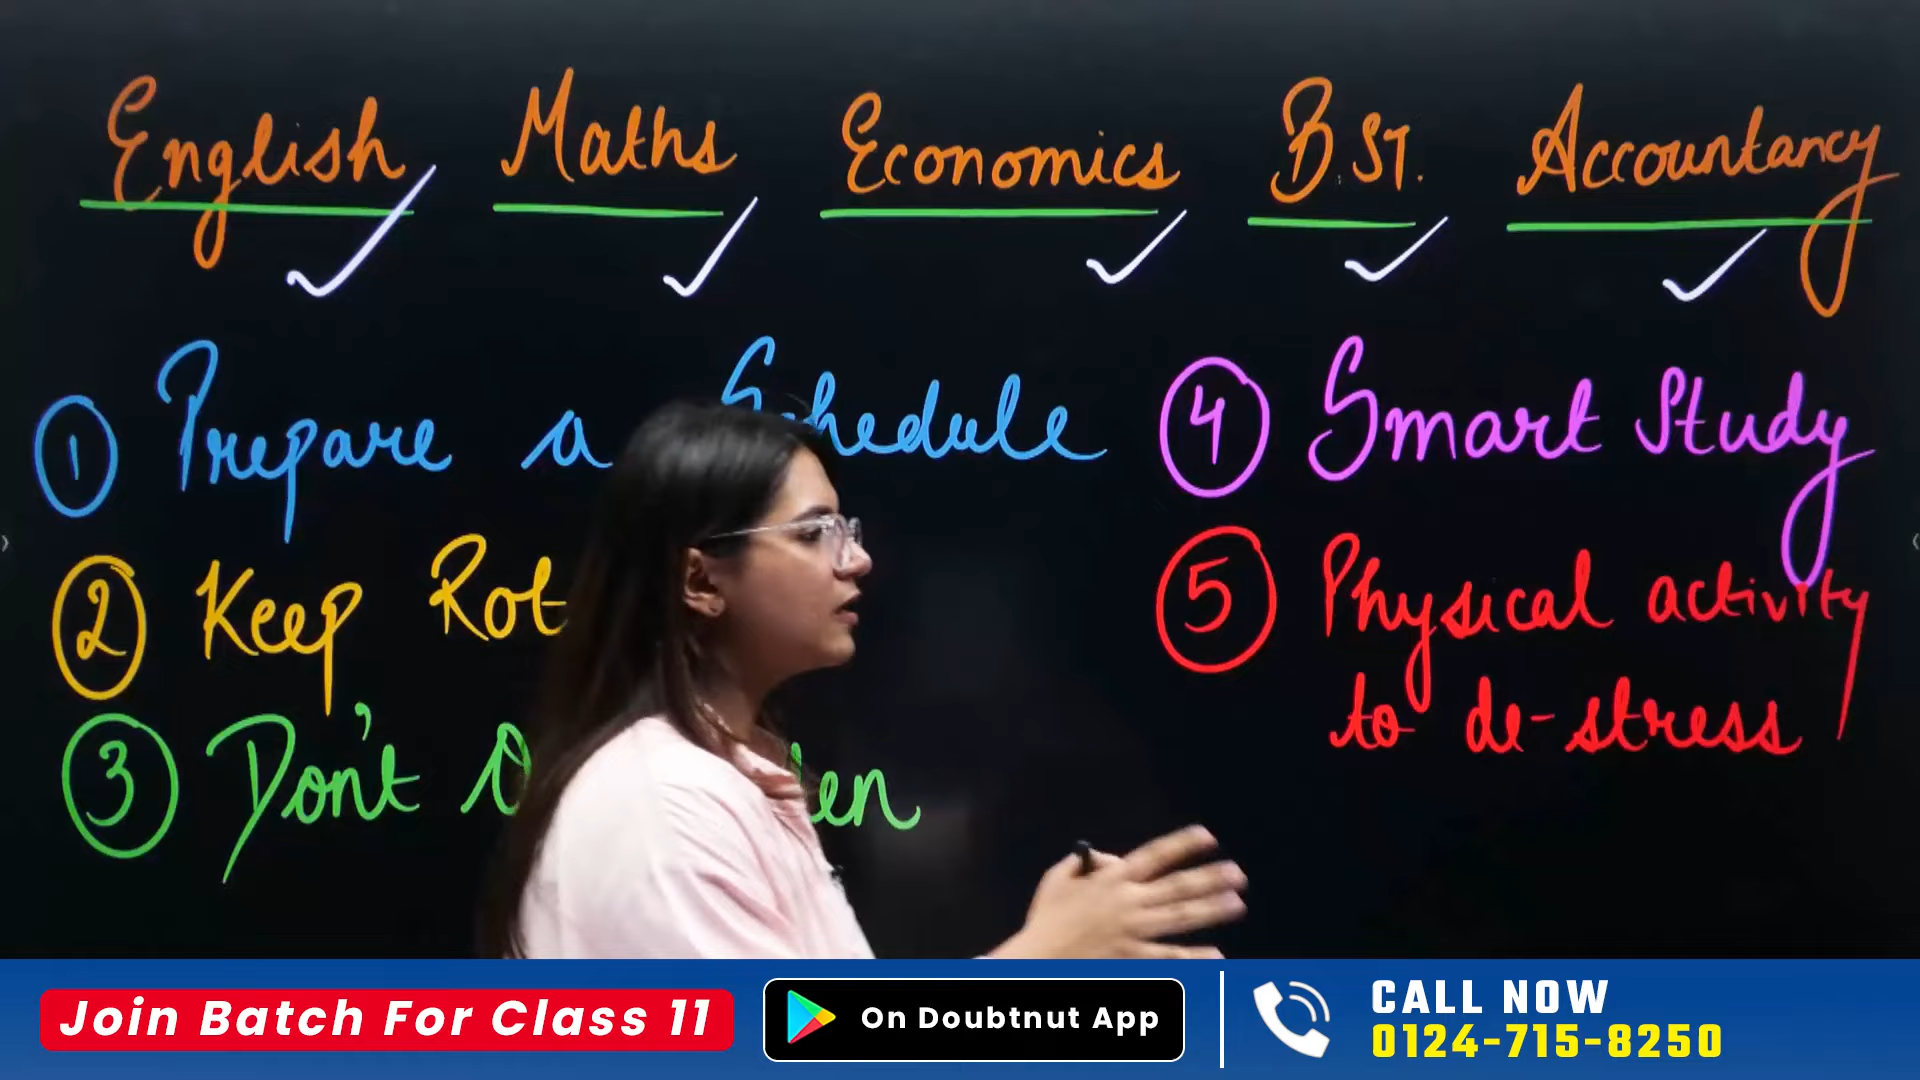 English Maths Economics B.ST. Accountancy
① Prepare a Schedule
② Keep
③ Don't
④ Smart Study
⑤ Physical activity
to de-stress
Join Batch For Class 11
On Doubtnut App
CALL NOW
0124-715-8250